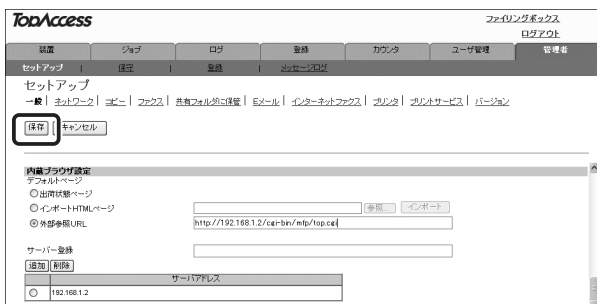 TopAccess
ファイリングボックス
ログアウト
装置 ジョブ ログ 登録 カウンタ ユーザ管理 管理者
セットアップ | 保守 | 登録 | メッセージログ
セットアップ
一般 | ネットワーク | コピー | ファクス | 共有フォルダに保管 | Eメール | インターネットファクス | プリンタ | プリントサービス | バージョン
保存 キャンセル
内蔵ブラウザ設定
デフォルトページ
出荷状態ページ
インポートHTMLページ 参照... インポート
外部参照URL http://192.168.1.2/cgi-bin/mfp/top.cgi
サーバー登録
追加 削除
サーバアドレス
192.168.1.2